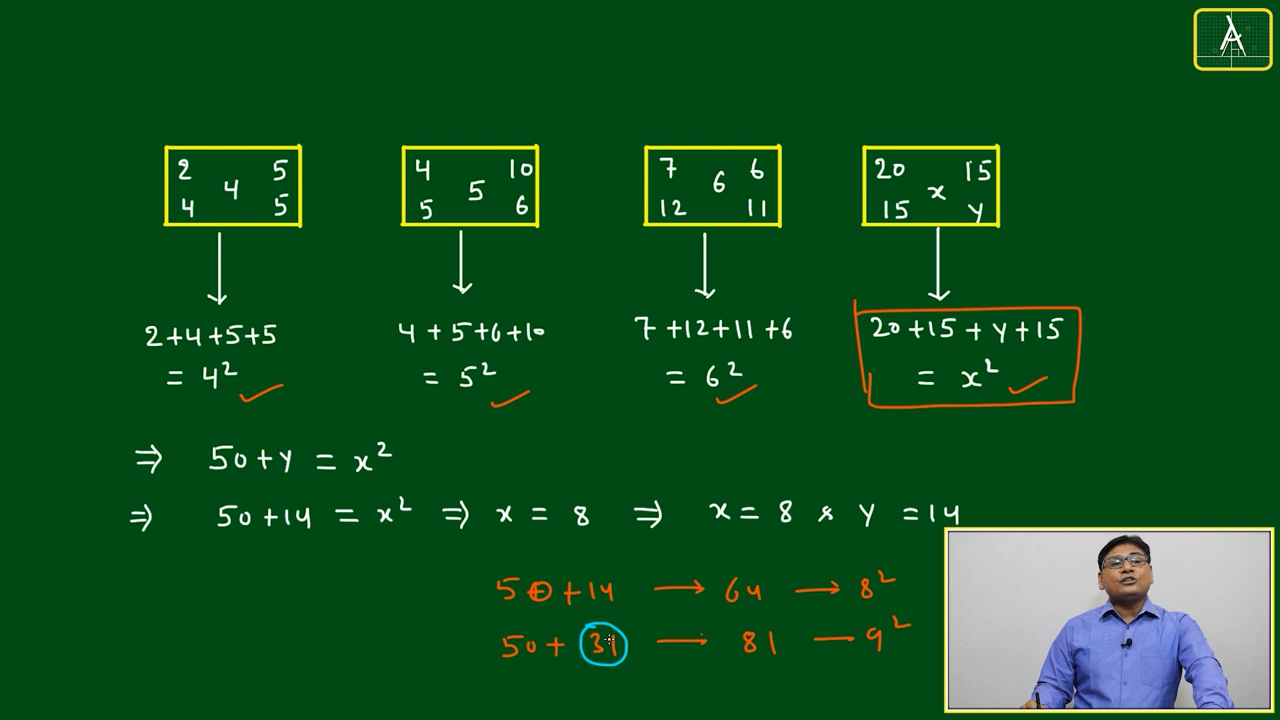 A
2 5
4
4 5
4 10
5
5 6
7 6
6
12 11
20 15
x
15 y
2+4+5+5
= 4²
4+5+6+10
= 5²
7+12+11+6
= 6²
20+15+y+15
= x²
⇒ 50+y = x²
⇒ 50+14 = x² ⇒ x = 8 ⇒ x = 8 & y = 14
50+14 → 64 → 8²
50+31 — 81 — 9²